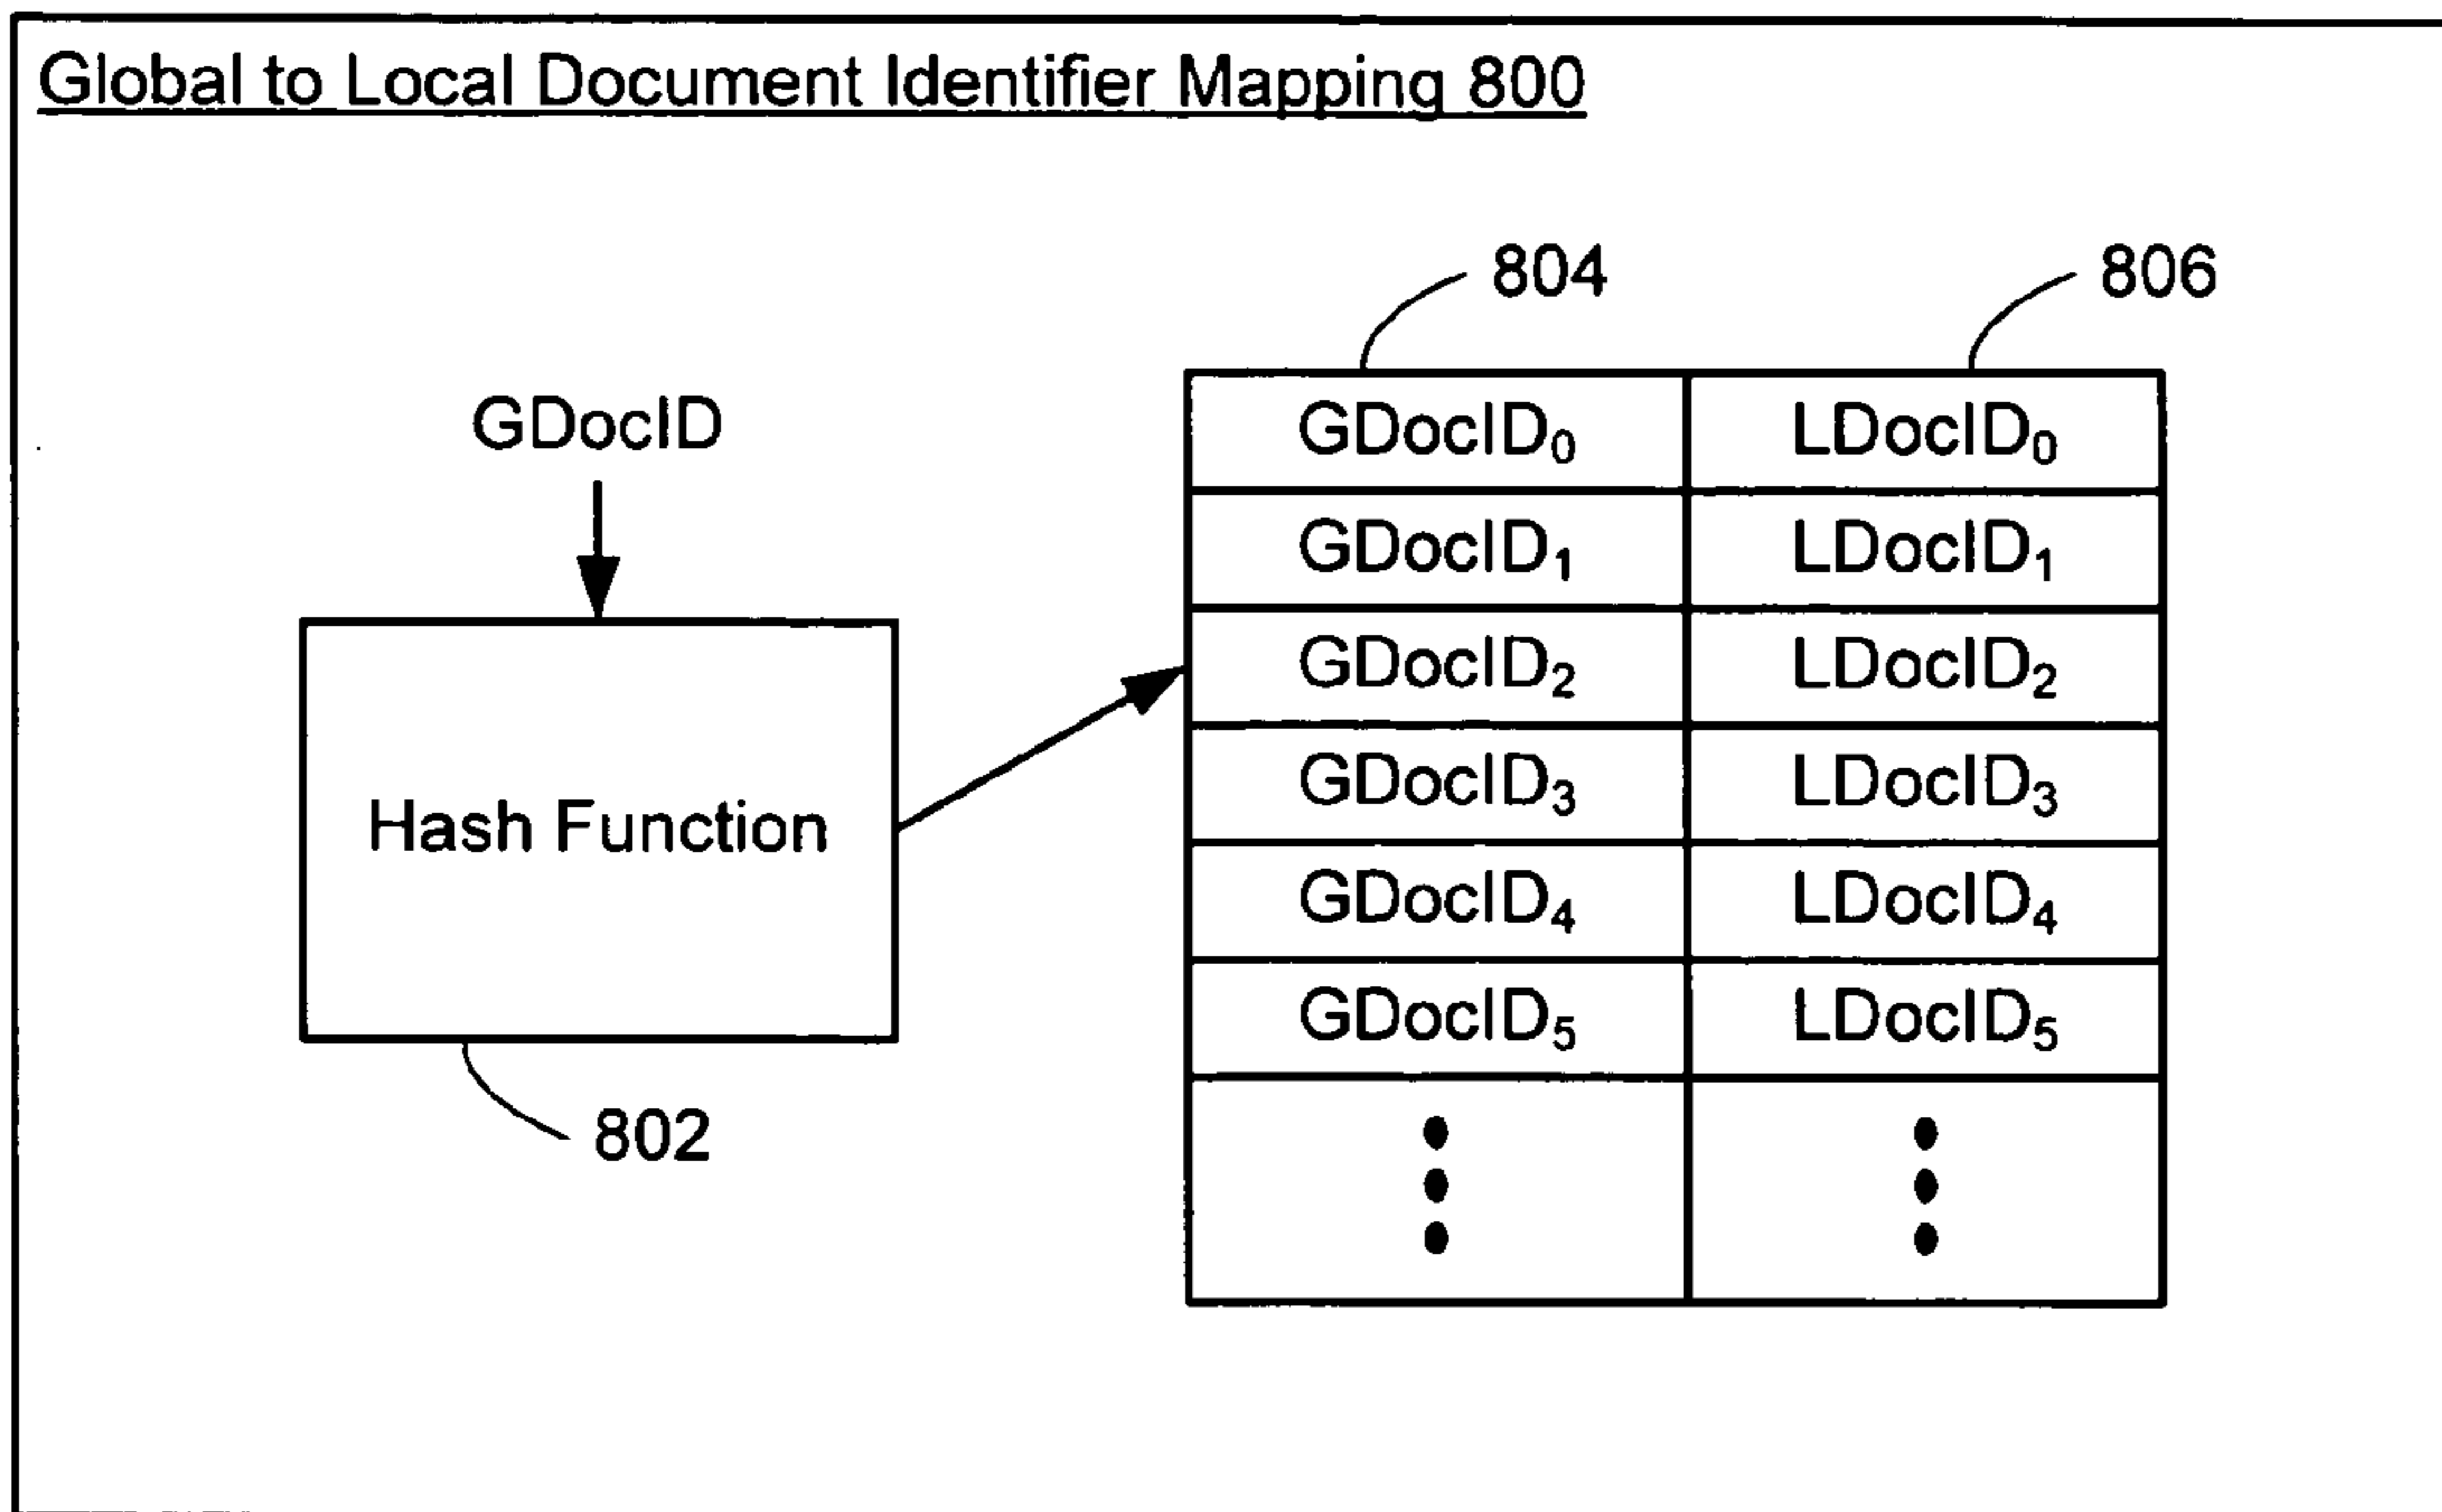 Global to Local Document Identifier Mapping 800
804
806
GDocID
GDocID₀ LDocID₀
GDocID₁ LDocID₁
GDocID₂ LDocID₂
GDocID₃ LDocID₃
Hash Function
GDocID₄ LDocID₄
GDocID₅ LDocID₅
802